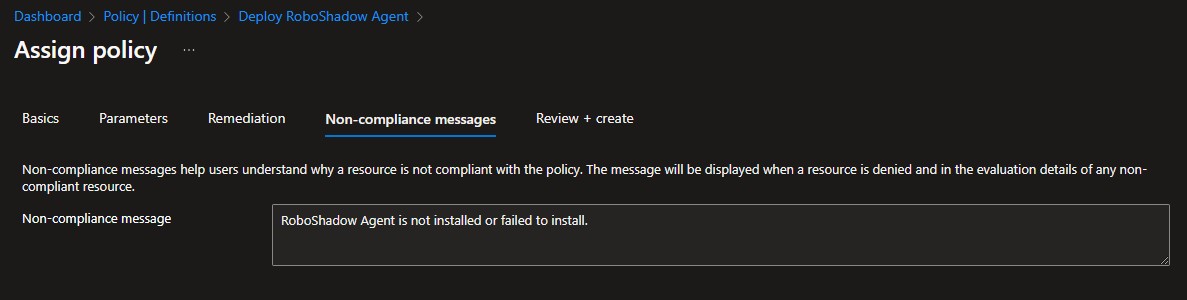 Dashboard > Policy | Definitions > Deploy RoboShadow Agent >
Assign policy ...
Basics Parameters Remediation Non-compliance messages Review + create
Non-compliance messages help users understand why a resource is not compliant with the policy. The message will be displayed when a resource is denied and in the evaluation details of any non-
compliant resource.
Non-compliance message RoboShadow Agent is not installed or failed to install.